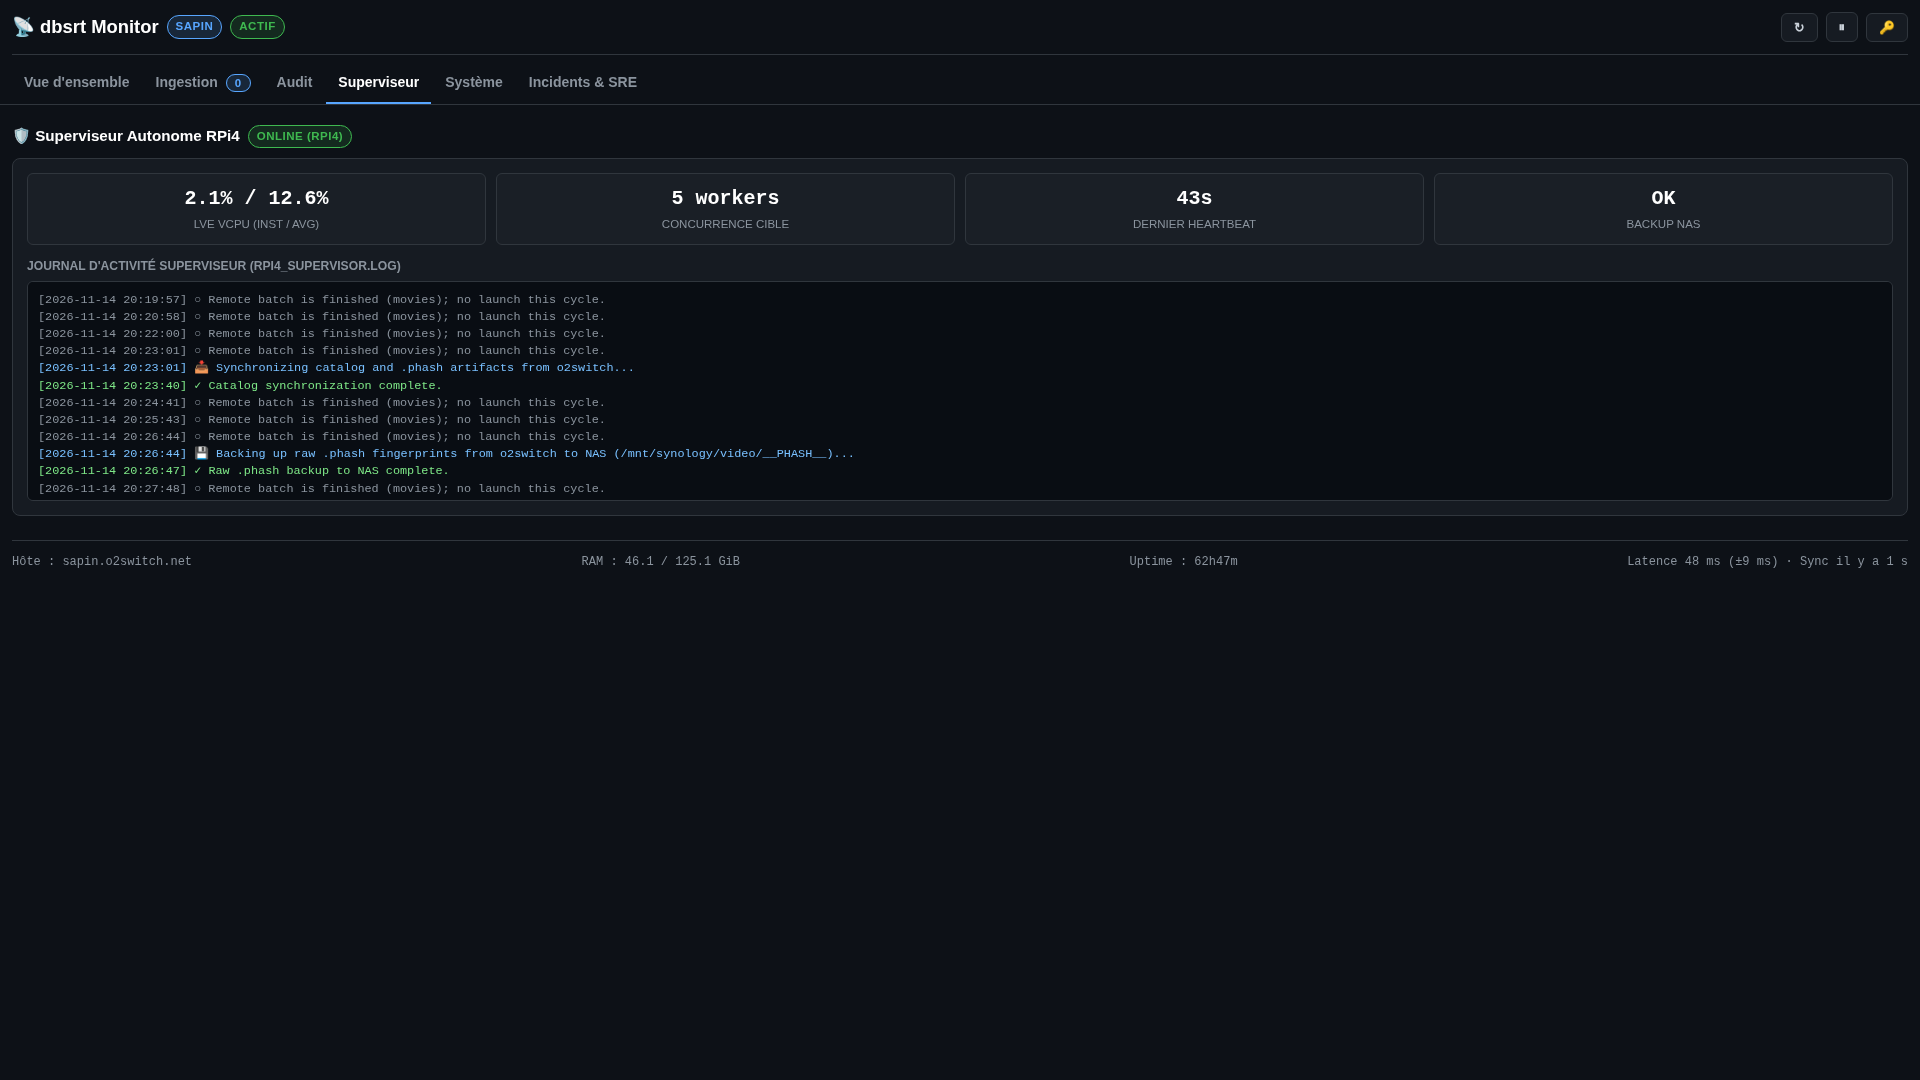 📡 dbsrt Monitor SAPIN ACTIF ↻ ⏸ 🔑
Vue d'ensemble Ingestion 0 Audit Superviseur Système Incidents & SRE
🛡️ Superviseur Autonome RPi4 ONLINE (RPI4)
2.1% / 12.6%
LVE VCPU (INST / AVG)
5 workers
CONCURRENCE CIBLE
43s
DERNIER HEARTBEAT
OK
BACKUP NAS
JOURNAL D'ACTIVITÉ SUPERVISEUR (RPI4_SUPERVISOR.LOG)
[2026-11-14 20:19:57] ○ Remote batch is finished (movies); no launch this cycle.
[2026-11-14 20:20:58] ○ Remote batch is finished (movies); no launch this cycle.
[2026-11-14 20:22:00] ○ Remote batch is finished (movies); no launch this cycle.
[2026-11-14 20:23:01] ○ Remote batch is finished (movies); no launch this cycle.
[2026-11-14 20:23:01] 📥 Synchronizing catalog and .phash artifacts from o2switch...
[2026-11-14 20:23:40] ✓ Catalog synchronization complete.
[2026-11-14 20:24:41] ○ Remote batch is finished (movies); no launch this cycle.
[2026-11-14 20:25:43] ○ Remote batch is finished (movies); no launch this cycle.
[2026-11-14 20:26:44] ○ Remote batch is finished (movies); no launch this cycle.
[2026-11-14 20:26:44] 💾 Backing up raw .phash fingerprints from o2switch to NAS (/mnt/synology/video/__PHASH__)...
[2026-11-14 20:26:47] ✓ Raw .phash backup to NAS complete.
[2026-11-14 20:27:48] ○ Remote batch is finished (movies); no launch this cycle.
Hôte : sapin.o2switch.net RAM : 46.1 / 125.1 GiB Uptime : 62h47m Latence 48 ms (±9 ms) · Sync il y a 1 s